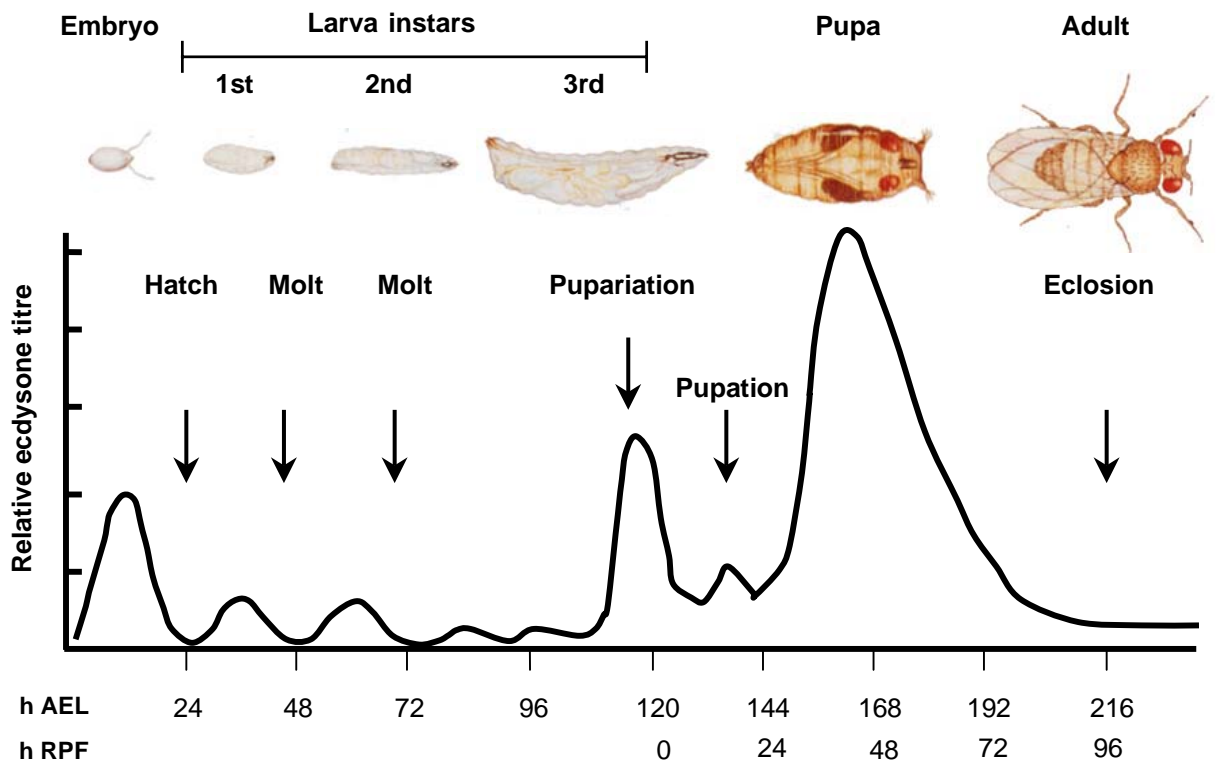 Embryo Larva instars Pupa Adult
1st 2nd 3rd
Hatch Molt Molt Pupariation Eclosion
Pupation
Relative ecdysone titre
h AEL 24 48 72 96 120 144 168 192 216
h RPF 0 24 48 72 96